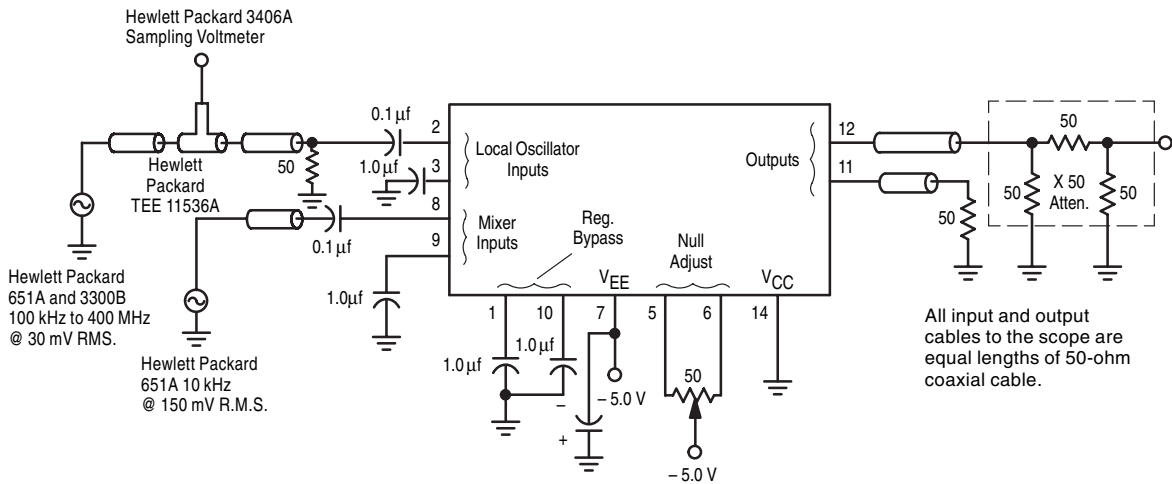 Hewlett Packard 3406A
Sampling Voltmeter
0.1 µf
2
50
1.0 µf
3
Local Oscillator
Inputs
Hewlett
Packard
TEE 11536A
8
0.1 µf
9
Mixer
Inputs
Reg.
Bypass
Null
Adjust
Outputs
12
11
50
50
X 50
Atten.
50
50
Hewlett Packard
651A and 3300B
100 kHz to 400 MHz
@ 30 mV RMS.
Hewlett Packard
651A 10 kHz
@ 150 mV R.M.S.
1.0µf
VEE
VCC
1
10
7
5
6
14
1.0 µf
1.0 µf
–
+
– 5.0 V
50
– 5.0 V
All input and output
cables to the scope are
equal lengths of 50-ohm
coaxial cable.